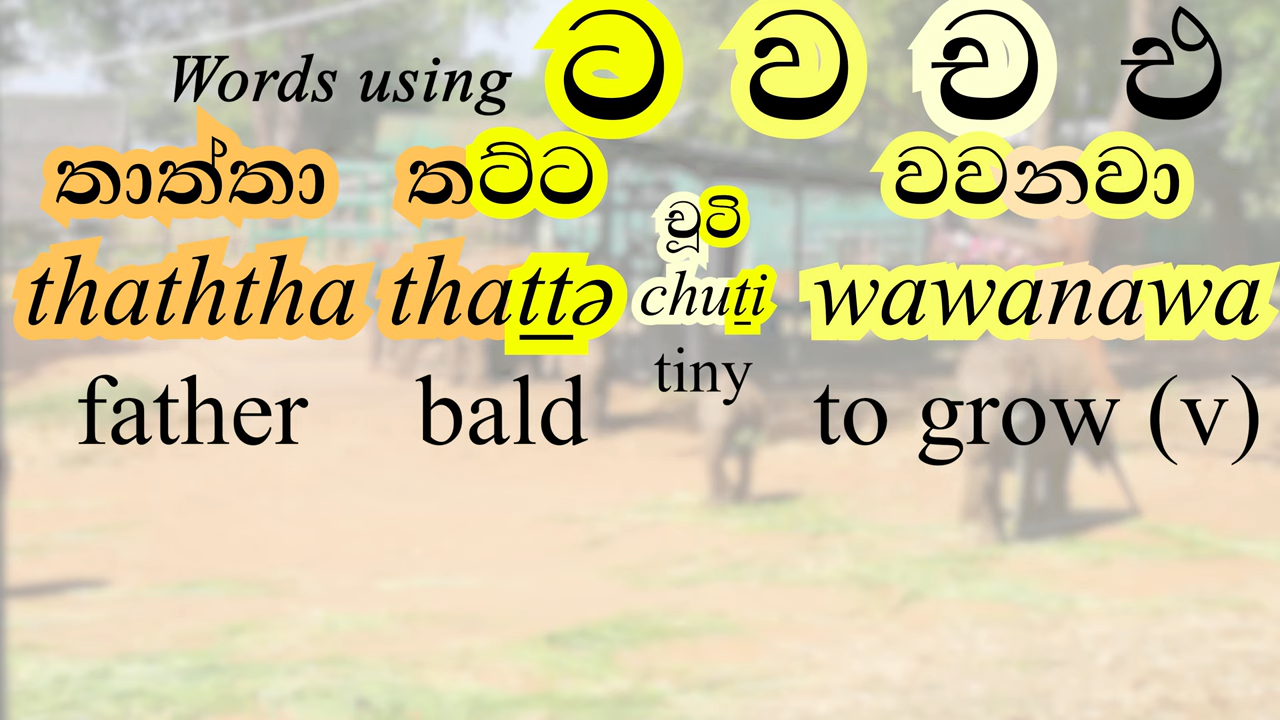 Words using ට ව ච ඵ
තාත්තා තට්ට චූටි වවනවා
thaththa thaṯṯə chuṯi wawanawa
father bald tiny to grow (v)